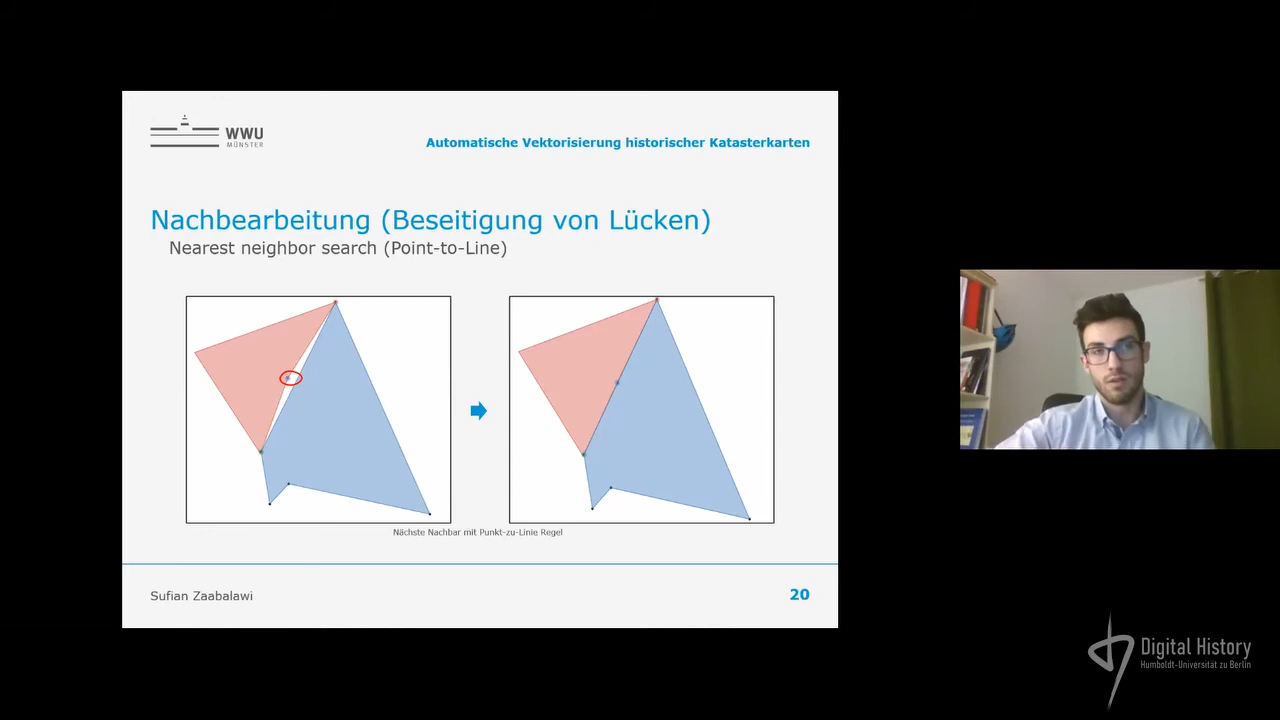 WWU
MÜNSTER
Automatische Vektorisierung historischer Katasterkarten
Nachbearbeitung (Beseitigung von Lücken)
Nearest neighbor search (Point-to-Line)
Nächste Nachbar mit Punkt-zu-Linie Regel
Sufian Zaabalawi
20
Digital History
Humboldt-Universität zu Berlin